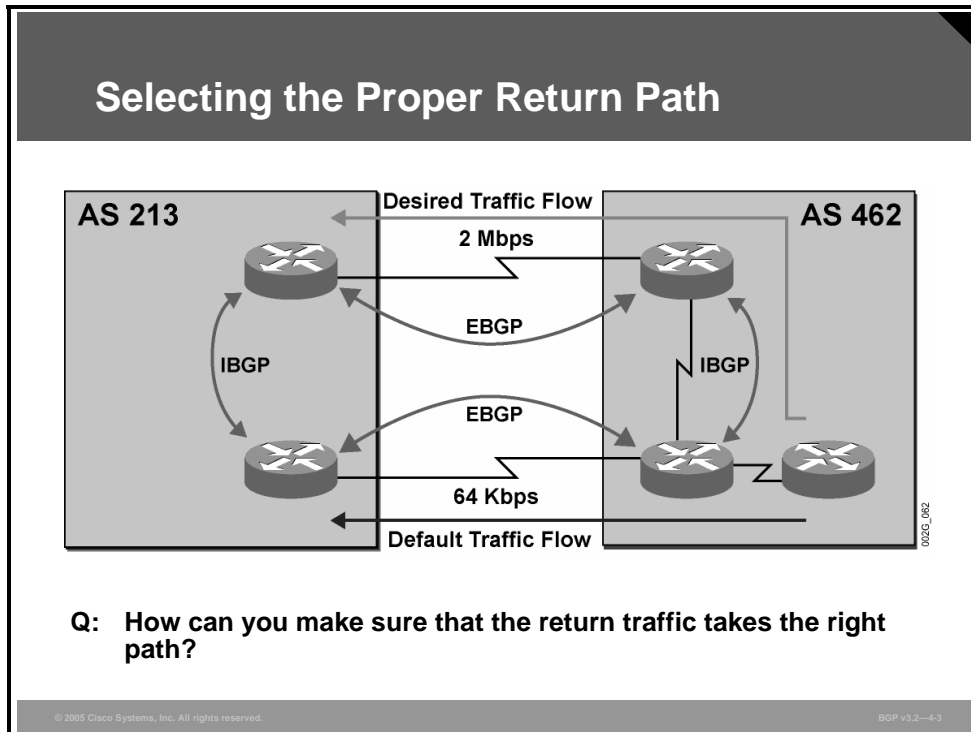 Selecting the Proper Return Path
AS 213
Desired Traffic Flow
AS 462
2 Mbps
EBGP
IBGP
IBGP
EBGP
64 Kbps
Default Traffic Flow
002G_062
Q: How can you make sure that the return traffic takes the right
path?
© 2005 Cisco Systems, Inc. All rights reserved.
BGP v3.2—4-3